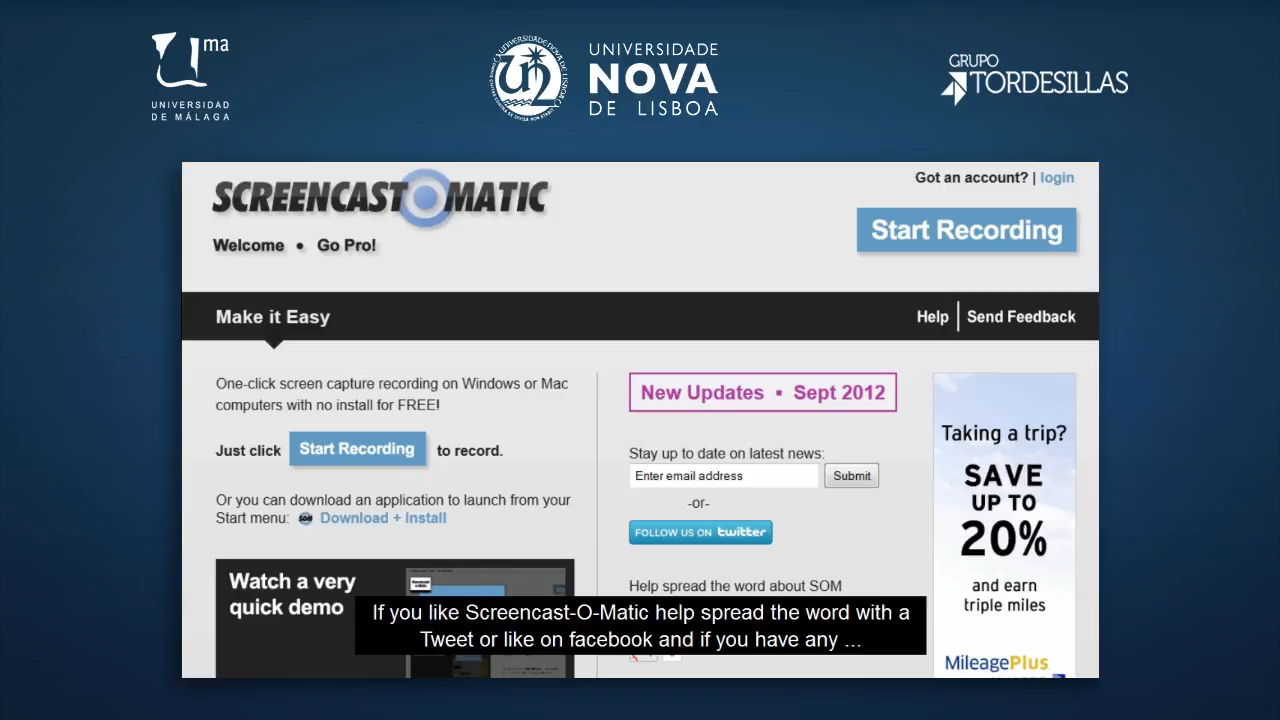 uma
UNIVERSIDAD
DE MÁLAGA
UNIVERSIDADE
NOVA
DE LISBOA
GRUPO
TORDESILLAS
SCREENCAST-O-MATIC
Got an account? | login
Start Recording
Welcome • Go Pro!
Make it Easy
Help | Send Feedback
One-click screen capture recording on Windows or Mac
computers with no install for FREE!
Just click Start Recording to record.
Or you can download an application to launch from your
Start menu: Download + Install
Watch a very
quick demo
New Updates ▪ Sept 2012
Stay up to date on latest news:
Enter email address Submit
-or-
FOLLOW US ON twitter
Help spread the word about SOM
Taking a trip?
SAVE
UP TO
20%
and earn
triple miles
MileagePlus
If you like Screencast-O-Matic help spread the word with a
Tweet or like on facebook and if you have any ...